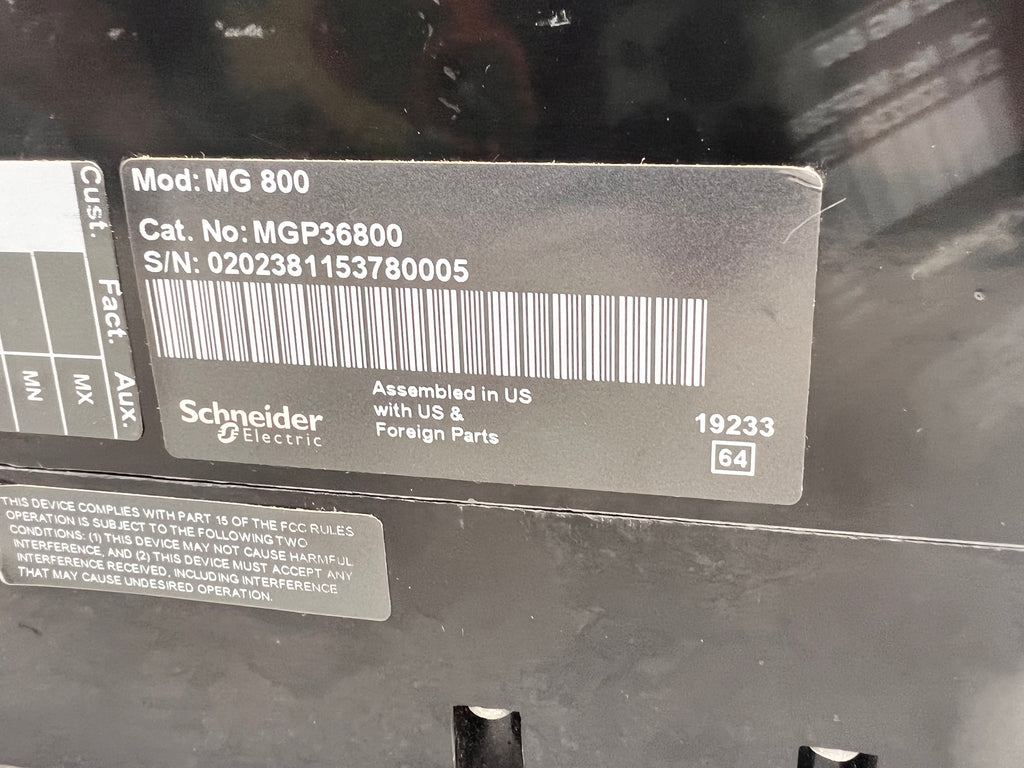 Mod: MG 800
Cat. No: MGP36800
S/N: 0202381153780005
Assembled in US
with US &
Foreign Parts
Schneider
Electric
19233
64
Cust.
Fact.
Aux.
MX
MN
THIS DEVICE COMPLIES WITH PART 15 OF THE FCC RULES
OPERATION IS SUBJECT TO THE FOLLOWING TWO
CONDITIONS: (1) THIS DEVICE MAY NOT CAUSE HARMFUL
INTERFERENCE, AND (2) THIS DEVICE MUST ACCEPT ANY
INTERFERENCE RECEIVED, INCLUDING INTERFERENCE
THAT MAY CAUSE UNDESIRED OPERATION.